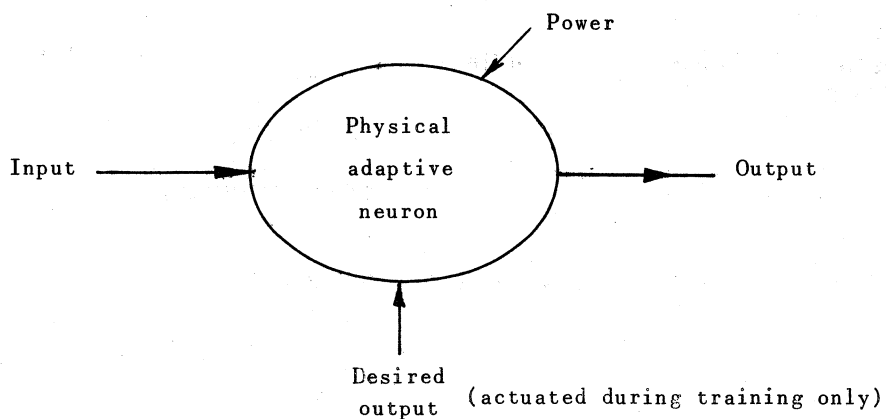 Power
Physical
adaptive
neuron
Input
Output
Desired
output (actuated during training only)